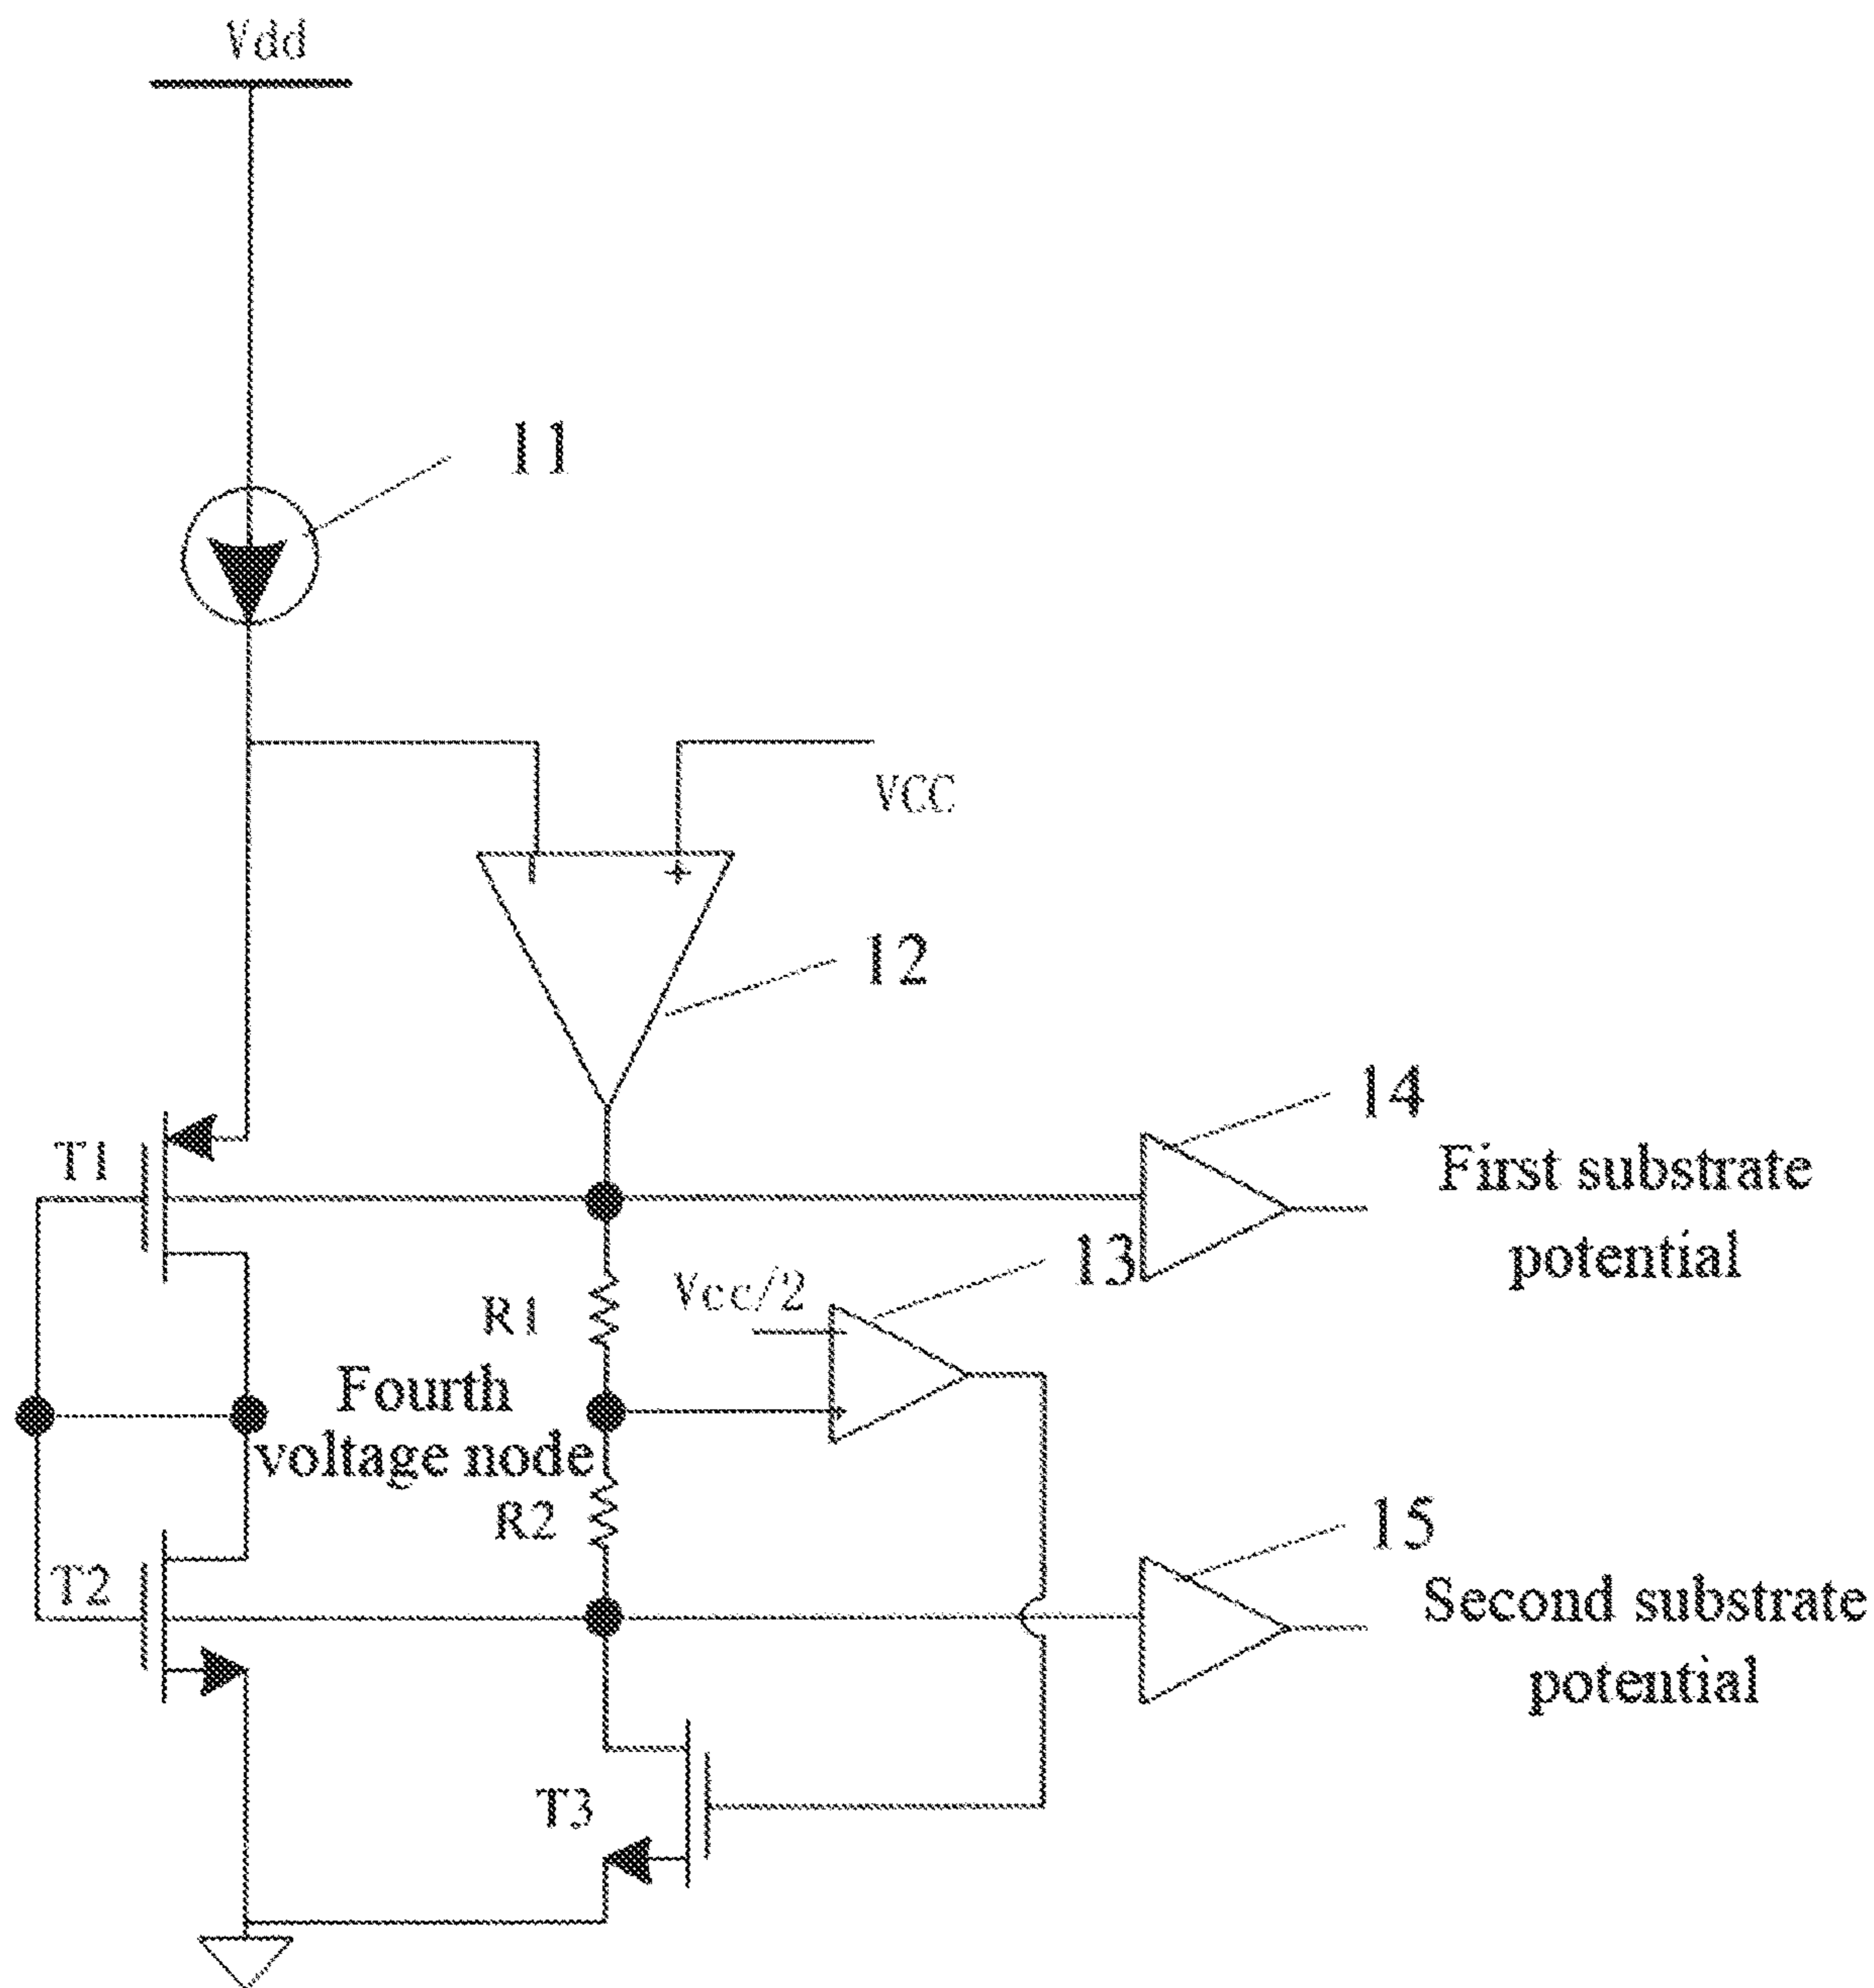 Vdd
11
VCC
12
14
T1
First substrate
potential
13
Vcc/2
R1
Fourth
voltage node
R2
15
T2
Second substrate
potential
T3